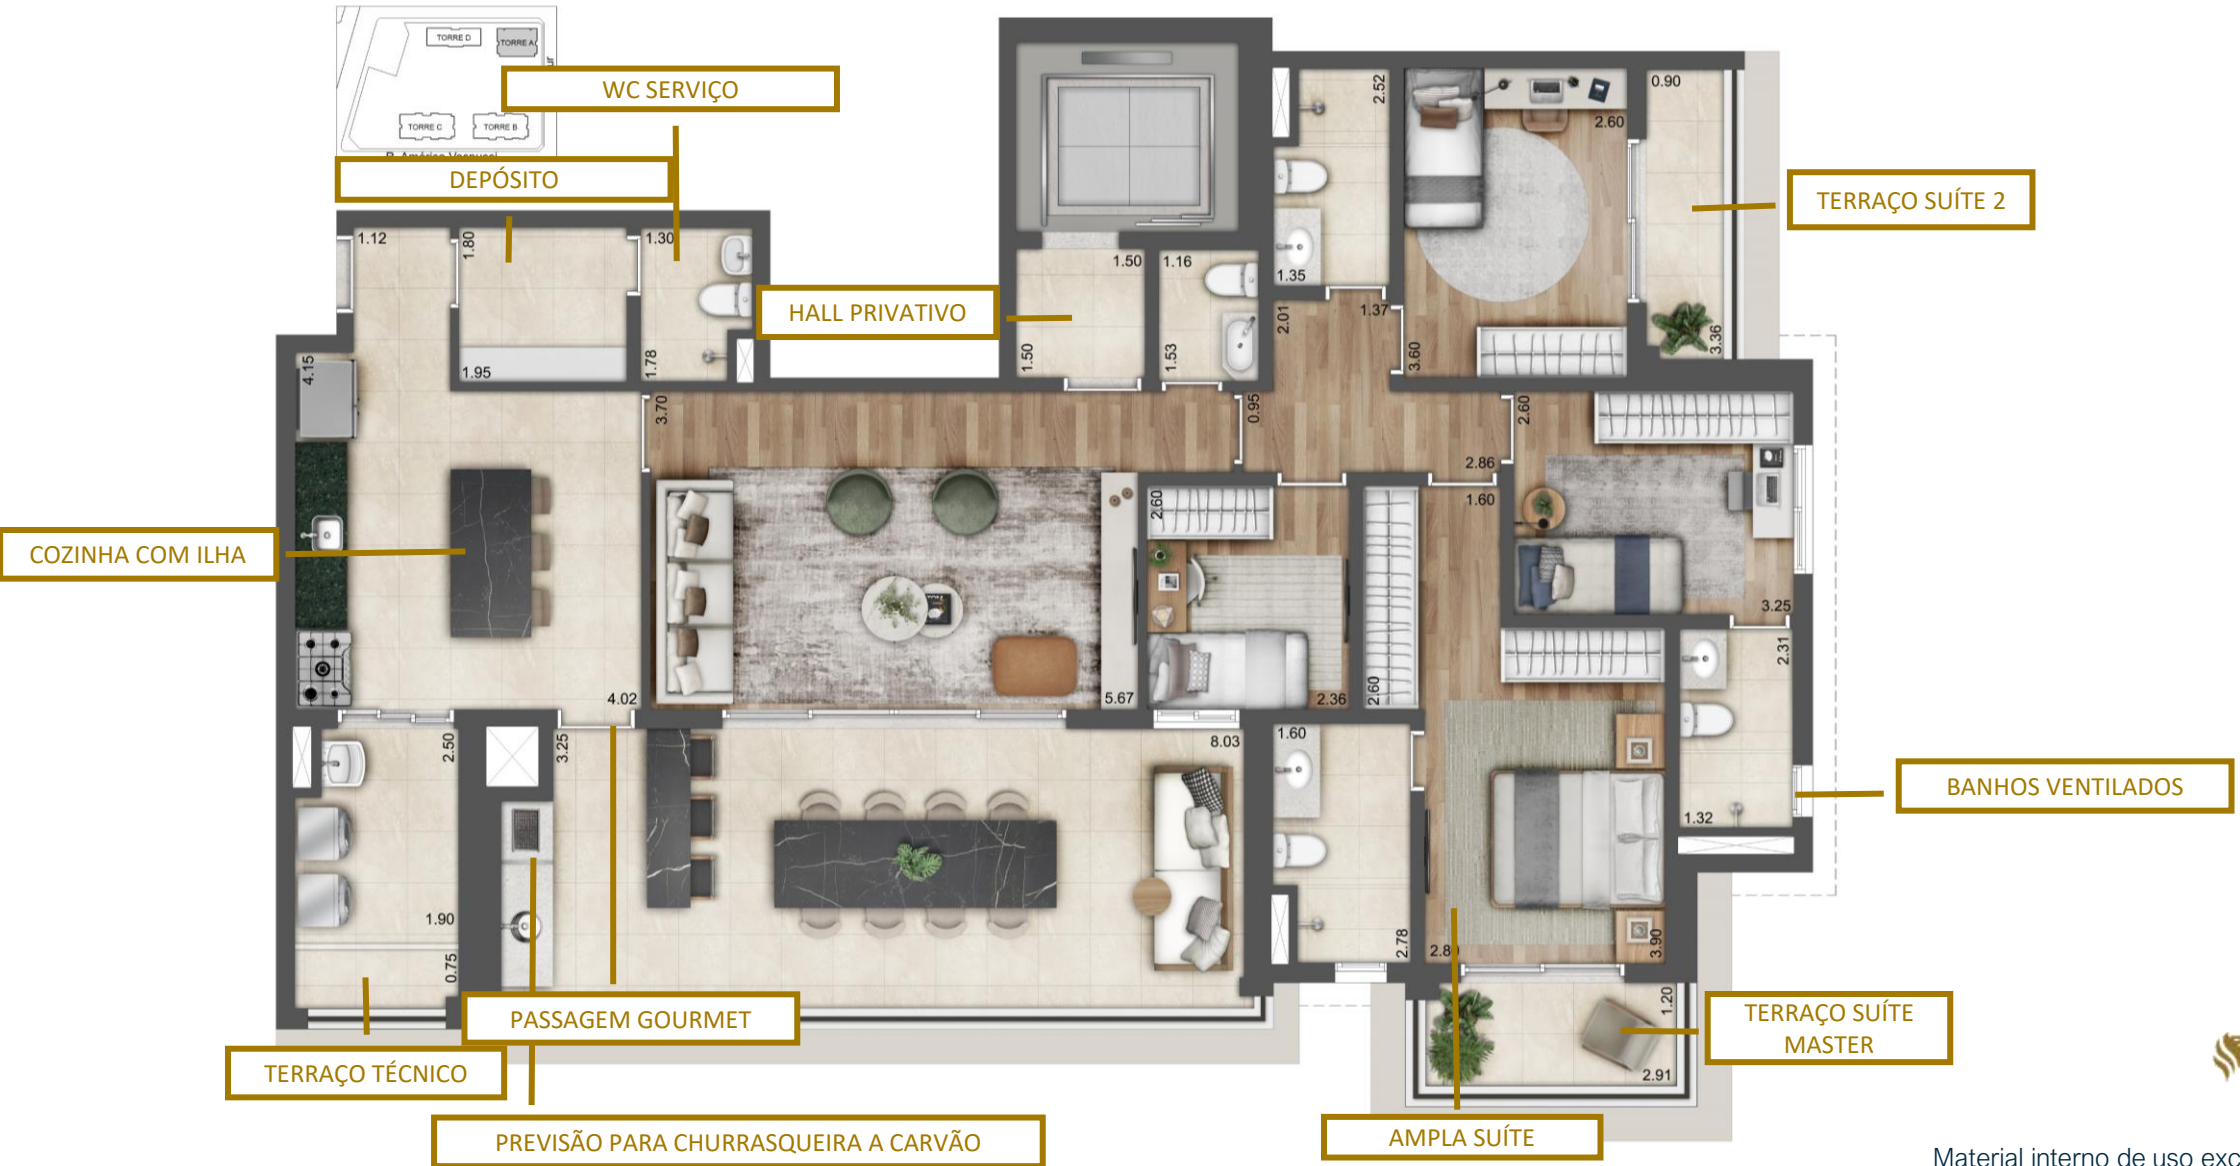 TORRE D
TORRE A
TORRE C
TORRE B
WC SERVIÇO
DEPÓSITO
TERRAÇO SUÍTE 2
HALL PRIVATIVO
COZINHA COM ILHA
BANHOS VENTILADOS
PASSAGEM GOURMET
TERRAÇO TÉCNICO
TERRAÇO SUÍTE
MASTER
PREVISÃO PARA CHURRASQUEIRA A CARVÃO
AMPLA SUÍTE
1.12
1.80
1.30
1.95
1.78
4.15
1.50
1.50
1.16
1.53
2.52
1.35
2.01
1.37
2.60
0.90
3.36
3.60
3.70
0.95
2.60
2.86
1.60
2.60
3.25
2.31
4.02
5.67
2.36
2.60
2.50
3.25
8.03
1.60
1.32
1.90
0.75
2.78
3.90
1.20
2.91
Material interno de uso exc